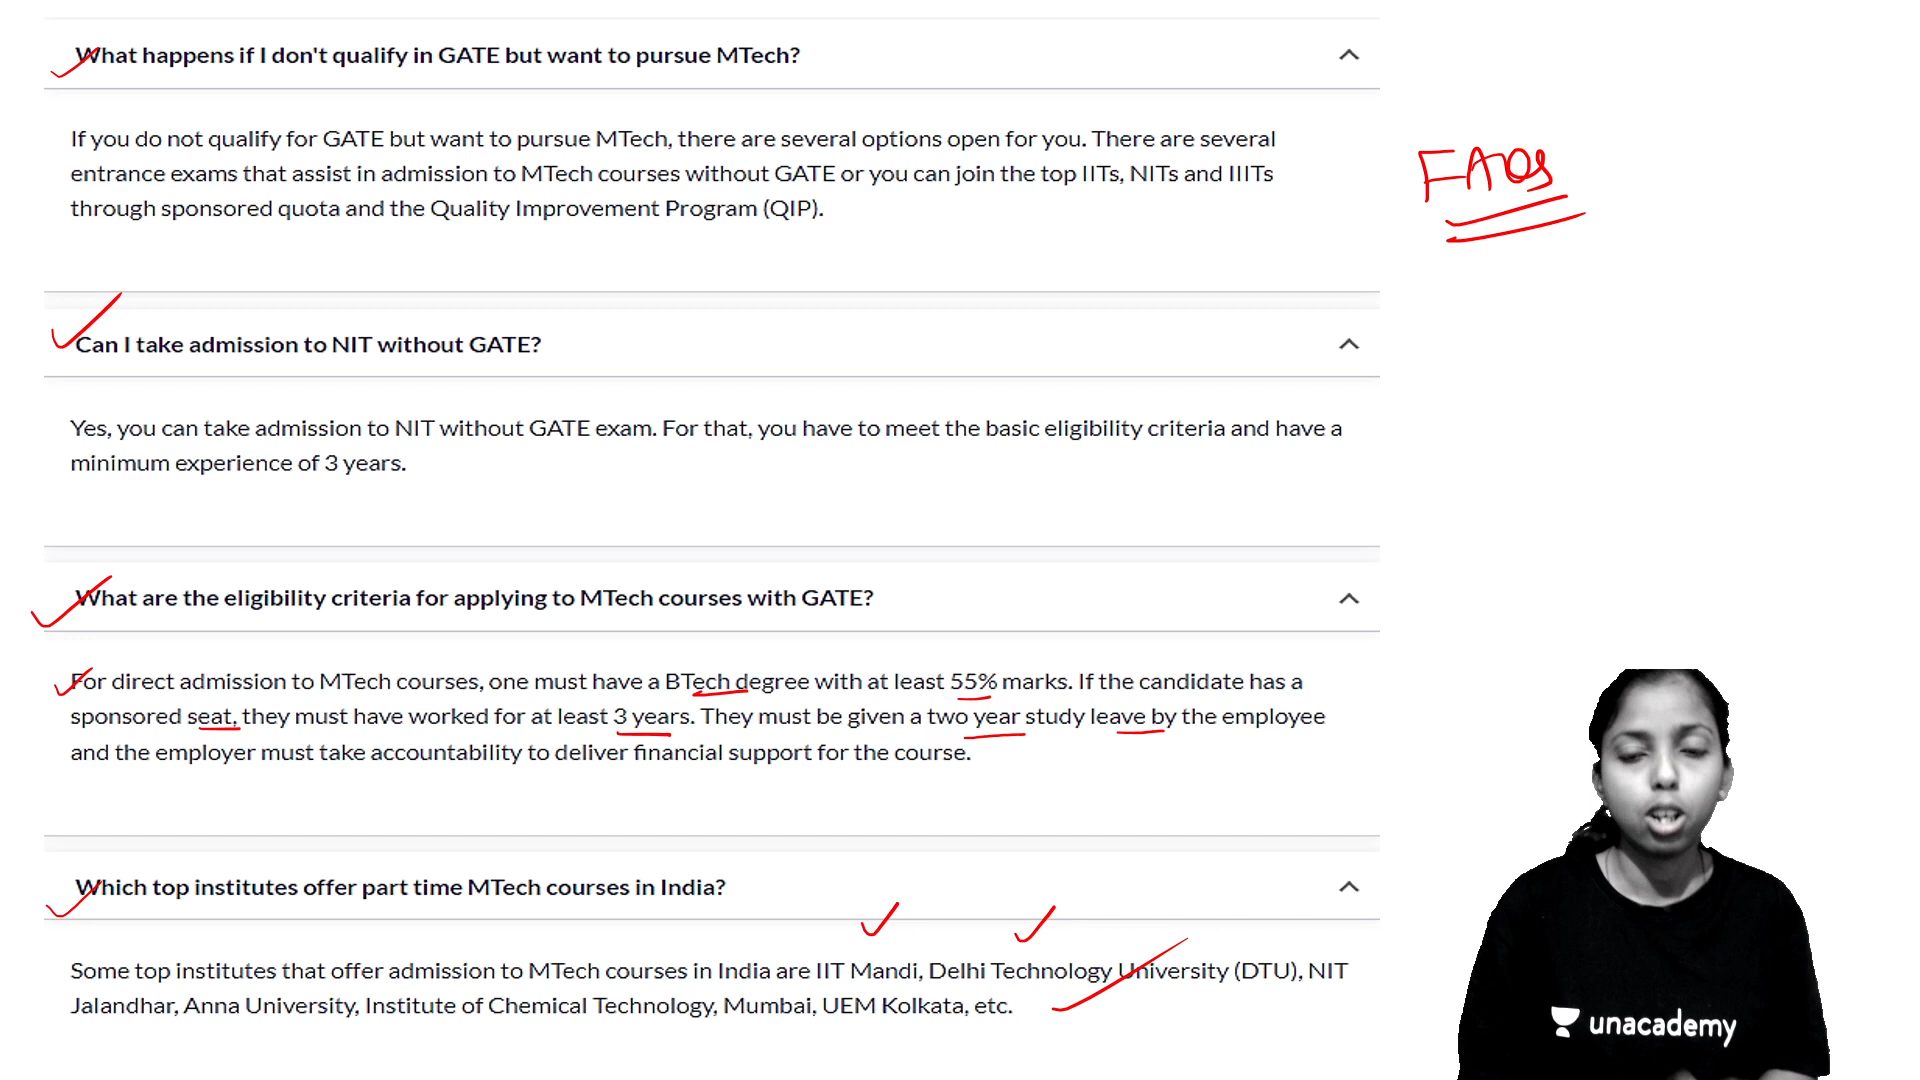 What happens if I don't qualify in GATE but want to pursue MTech?
If you do not qualify for GATE but want to pursue MTech, there are several options open for you. There are several
entrance exams that assist in admission to MTech courses without GATE or you can join the top IITs, NITs and IIITs
through sponsored quota and the Quality Improvement Program (QIP).
FAQs
Can I take admission to NIT without GATE?
Yes, you can take admission to NIT without GATE exam. For that, you have to meet the basic eligibility criteria and have a
minimum experience of 3 years.
What are the eligibility criteria for applying to MTech courses with GATE?
For direct admission to MTech courses, one must have a BTech degree with at least 55% marks. If the candidate has a
sponsored seat, they must have worked for at least 3 years. They must be given a two year study leave by the employee
and the employer must take accountability to deliver financial support for the course.
Which top institutes offer part time MTech courses in India?
Some top institutes that offer admission to MTech courses in India are IIT Mandi, Delhi Technology University (DTU), NIT
Jalandhar, Anna University, Institute of Chemical Technology, Mumbai, UEM Kolkata, etc.
unacademy